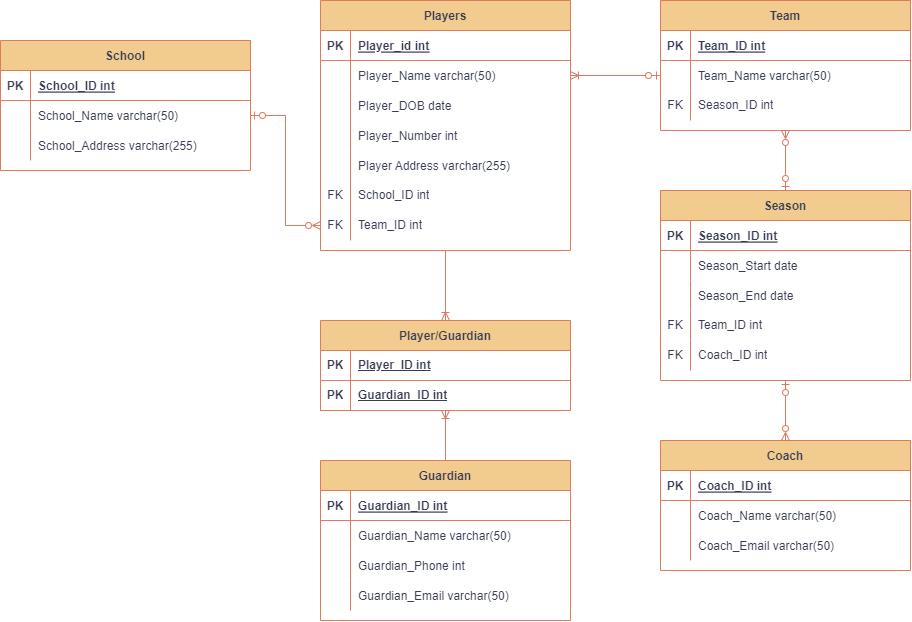 School
PK School_ID int
School_Name varchar(50)
School_Address varchar(255)
Players
PK Player_id int
Player_Name varchar(50)
Player_DOB date
Player_Number int
Player Address varchar(255)
FK School_ID int
FK Team_ID int
Team
PK Team_ID int
Team_Name varchar(50)
FK Season_ID int
Season
PK Season_ID int
Season_Start date
Season_End date
FK Team_ID int
FK Coach_ID int
Player/Guardian
PK Player_ID int
PK Guardian_ID int
Guardian
PK Guardian_ID int
Guardian_Name varchar(50)
Guardian_Phone int
Guardian_Email varchar(50)
Coach
PK Coach_ID int
Coach_Name varchar(50)
Coach_Email varchar(50)